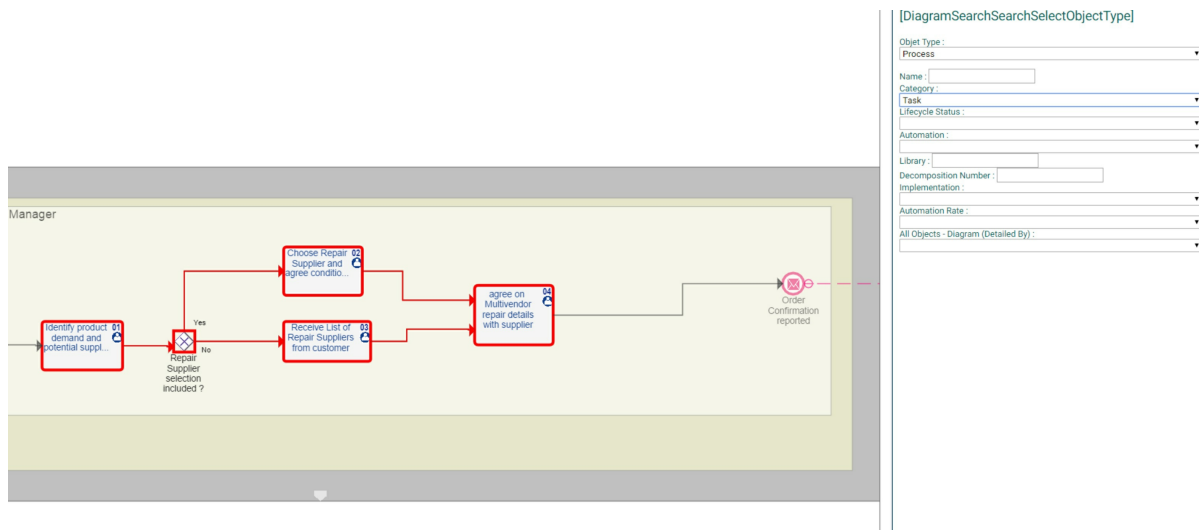 [DiagramSearchSearchSelectObjectType]
Objet Type :
Process
Name :
Category :
Task
Lifecycle Status :
Automation :
Library :
Decomposition Number :
Implementation :
Automation Rate :
All Objects - Diagram (Detailed By) :
Manager
Identify product 01
demand and
potential suppl...
Yes
No
Repair
Supplier
selection
included ?
Choose Repair 02
Supplier and
agree conditio...
Receive List of 03
Repair Suppliers
from customer
04
agree on
Multivendor
repair details
with supplier
Order
Confirmation
reported